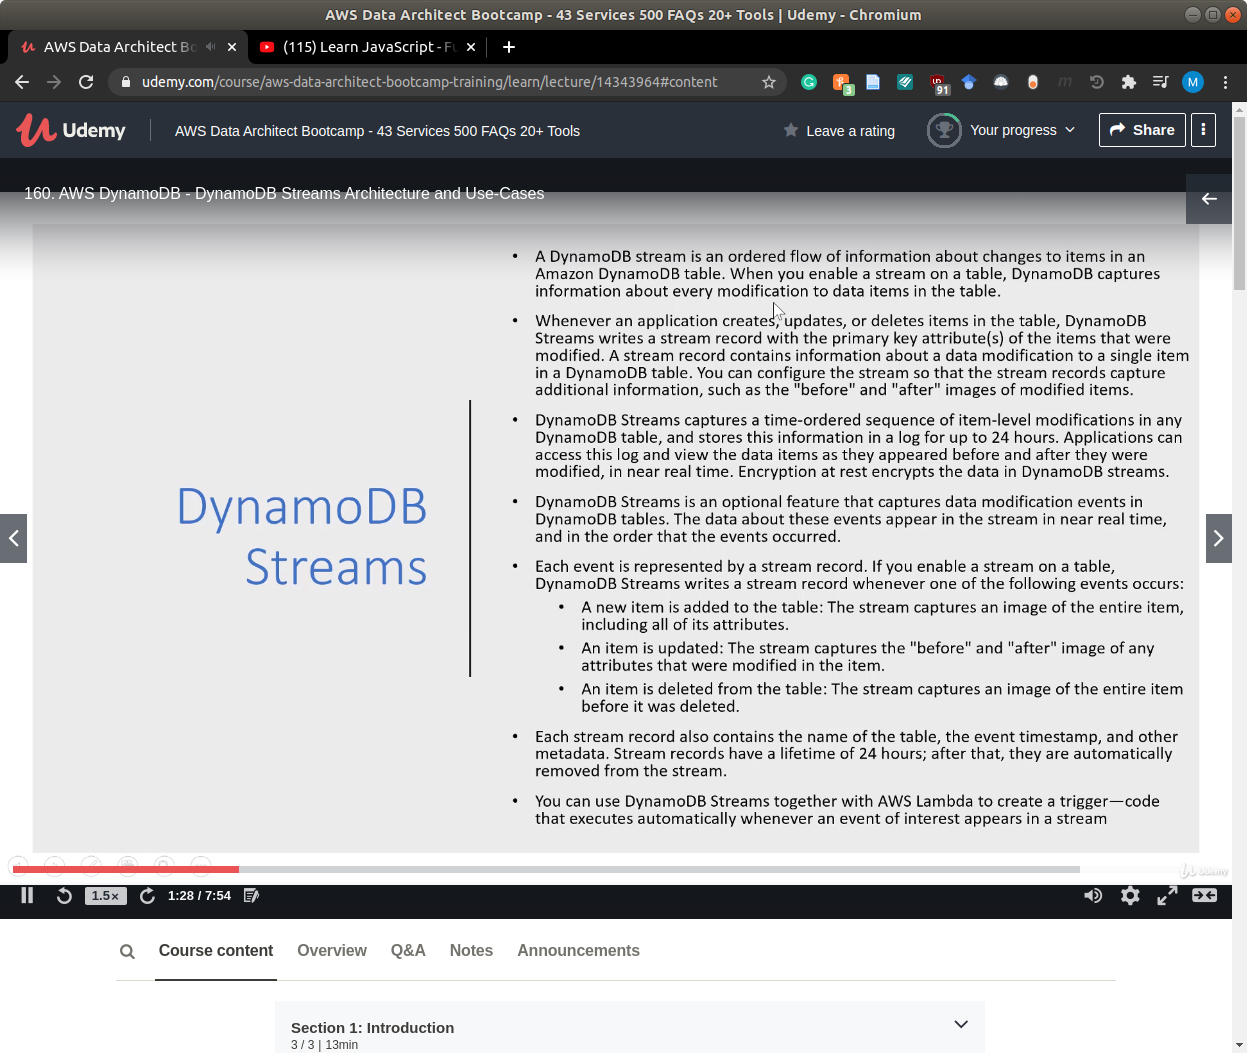 AWS Data Architect Bootcamp - 43 Services 500 FAQs 20+ Tools | Udemy - Chromium
AWS Data Architect Bo
(115) Learn JavaScript - Fu
udemy.com/course/aws-data-architect-bootcamp-training/learn/lecture/14343964#content
3
91
m
M
Udemy
AWS Data Architect Bootcamp - 43 Services 500 FAQs 20+ Tools
Leave a rating
Your progress
Share
160. AWS DynamoDB - DynamoDB Streams Architecture and Use-Cases
DynamoDB
Streams
• A DynamoDB stream is an ordered flow of information about changes to items in an
Amazon DynamoDB table. When you enable a stream on a table, DynamoDB captures
information about every modification to data items in the table.
• Whenever an application creates, updates, or deletes items in the table, DynamoDB
Streams writes a stream record with the primary key attribute(s) of the items that were
modified. A stream record contains information about a data modification to a single item
in a DynamoDB table. You can configure the stream so that the stream records capture
additional information, such as the "before" and "after" images of modified items.
• DynamoDB Streams captures a time-ordered sequence of item-level modifications in any
DynamoDB table, and stores this information in a log for up to 24 hours. Applications can
access this log and view the data items as they appeared before and after they were
modified, in near real time. Encryption at rest encrypts the data in DynamoDB streams.
• DynamoDB Streams is an optional feature that captures data modification events in
DynamoDB tables. The data about these events appear in the stream in near real time,
and in the order that the events occurred.
• Each event is represented by a stream record. If you enable a stream on a table,
DynamoDB Streams writes a stream record whenever one of the following events occurs:
• A new item is added to the table: The stream captures an image of the entire item,
including all of its attributes.
• An item is updated: The stream captures the "before" and "after" image of any
attributes that were modified in the item.
• An item is deleted from the table: The stream captures an image of the entire item
before it was deleted.
• Each stream record also contains the name of the table, the event timestamp, and other
metadata. Stream records have a lifetime of 24 hours; after that, they are automatically
removed from the stream.
• You can use DynamoDB Streams together with AWS Lambda to create a trigger—code
that executes automatically whenever an event of interest appears in a stream
Udemy
1.5×
1:28 / 7:54
Course content
Overview
Q&A
Notes
Announcements
Section 1: Introduction
3 / 3 | 13min